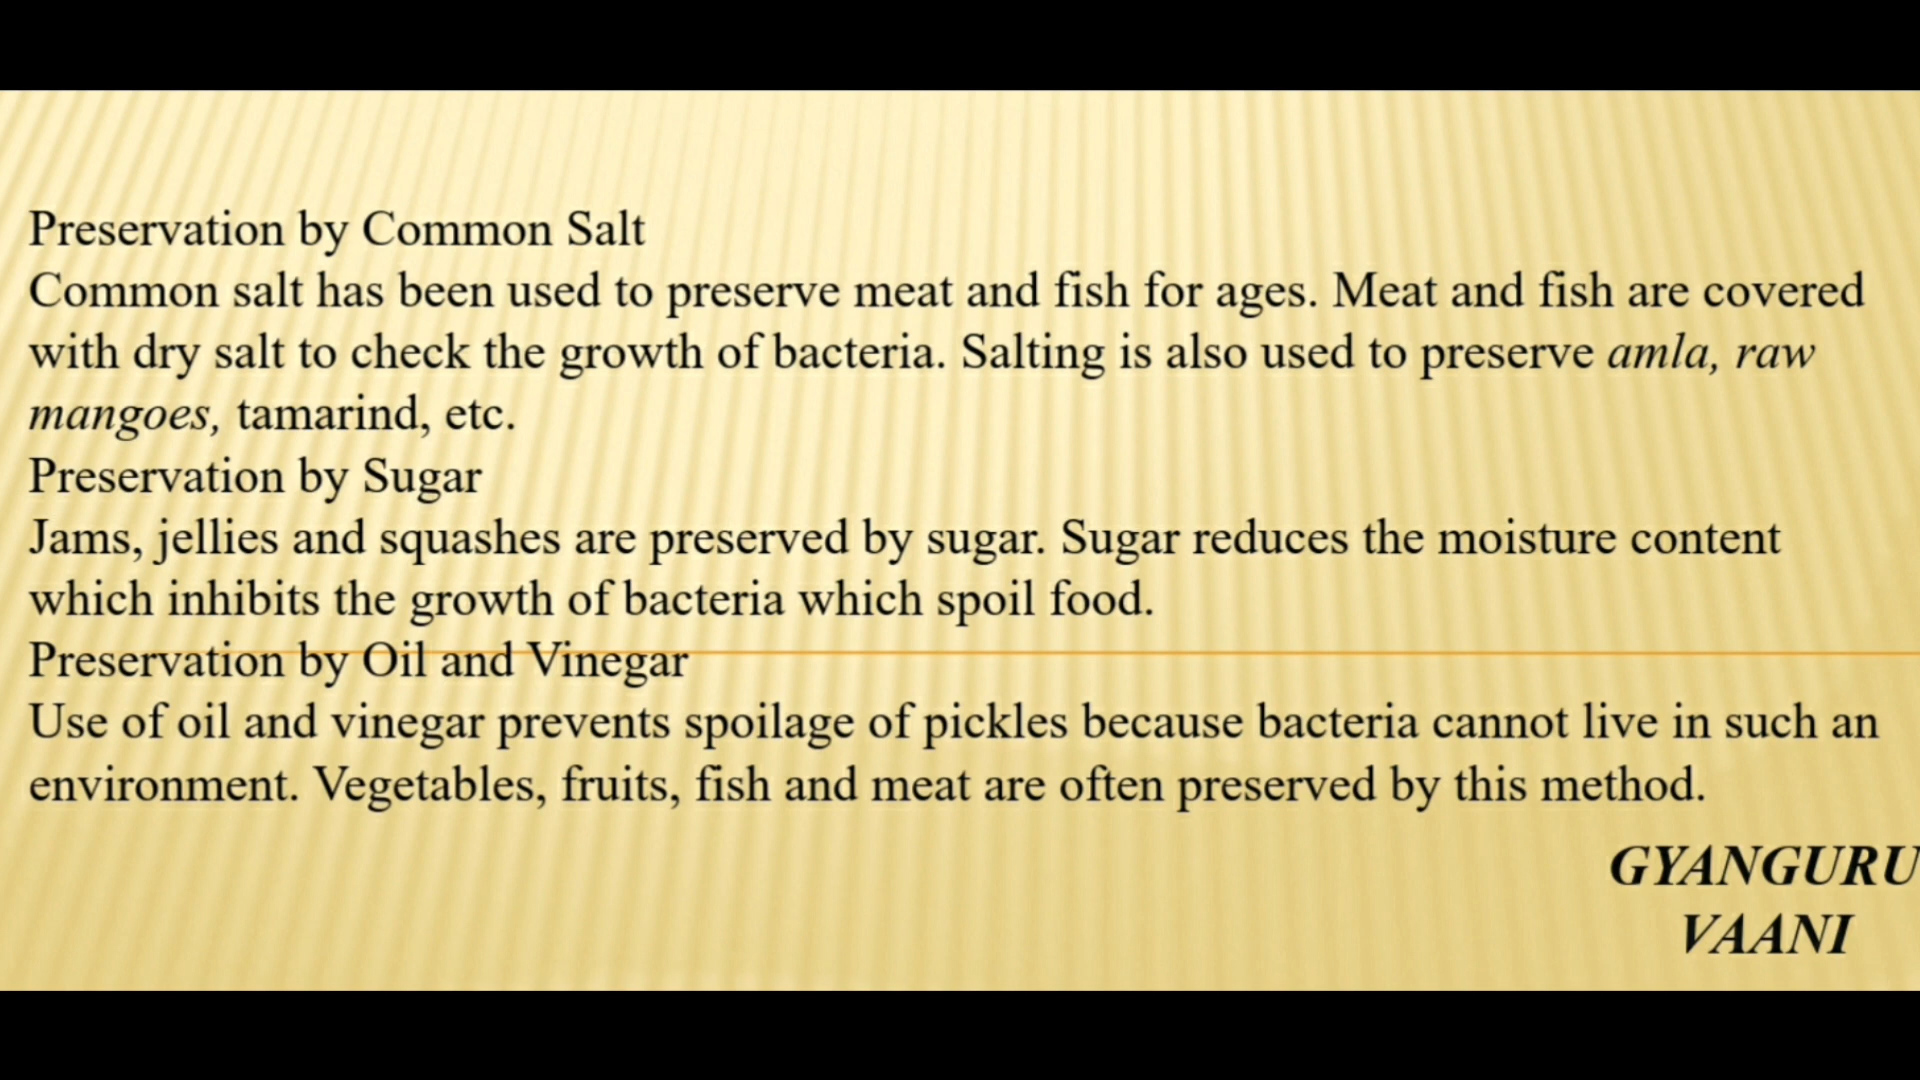 Preservation by Common Salt
Common salt has been used to preserve meat and fish for ages. Meat and fish are covered
with dry salt to check the growth of bacteria. Salting is also used to preserve amla, raw
mangoes, tamarind, etc.
Preservation by Sugar
Jams, jellies and squashes are preserved by sugar. Sugar reduces the moisture content
which inhibits the growth of bacteria which spoil food.
Preservation by Oil and Vinegar
Use of oil and vinegar prevents spoilage of pickles because bacteria cannot live in such an
environment. Vegetables, fruits, fish and meat are often preserved by this method.
GYANGURU
VAANI